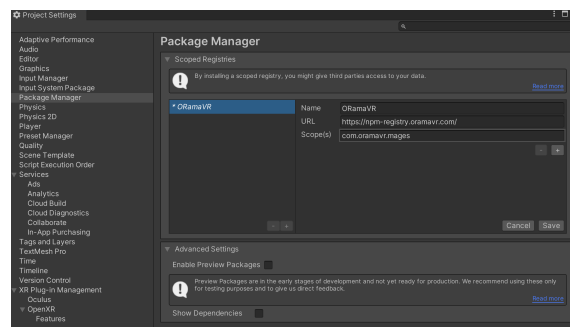 Project Settings
Adaptive Performance
Audio
Editor
Graphics
Input Manager
Input System Package
Package Manager
Physics
Physics 2D
Player
Preset Manager
Quality
Scene Template
Script Execution Order
Services
Ads
Analytics
Cloud Build
Cloud Diagnostics
Collaborate
In-App Purchasing
Tags and Layers
TextMesh Pro
Time
Timeline
Version Control
XR Plug-in Management
Oculus
OpenXR
Features
Package Manager
Scoped Registries
By installing a scoped registry, you might give third parties access to your data.
Read more
* ORamaVR
Name ORamaVR
URL https://npm-registry.oramavr.com/
Scope(s) com.oramavr.mages
- +
- +
Cancel Save
Advanced Settings
Enable Preview Packages
Preview Packages are in the early stages of development and not yet ready for production. We recommend using these only
for testing purposes and to give us direct feedback.
Read more
Show Dependencies